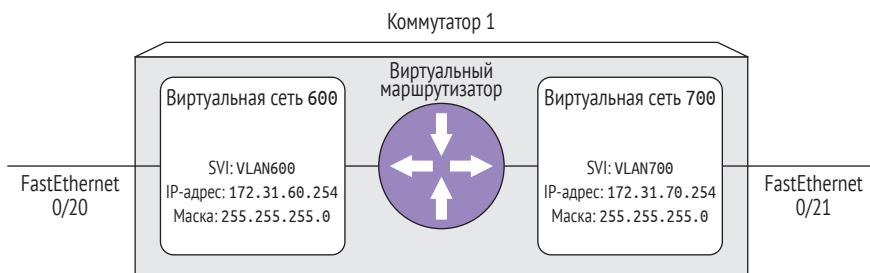 Коммутатор 1
Виртуальный
маршрутизатор
Виртуальная сеть 600
SVI: VLAN600
IP-адрес: 172.31.60.254
Маска: 255.255.255.0
Виртуальная сеть 700
SVI: VLAN700
IP-адрес: 172.31.70.254
Маска: 255.255.255.0
FastEthernet
0/20
FastEthernet
0/21